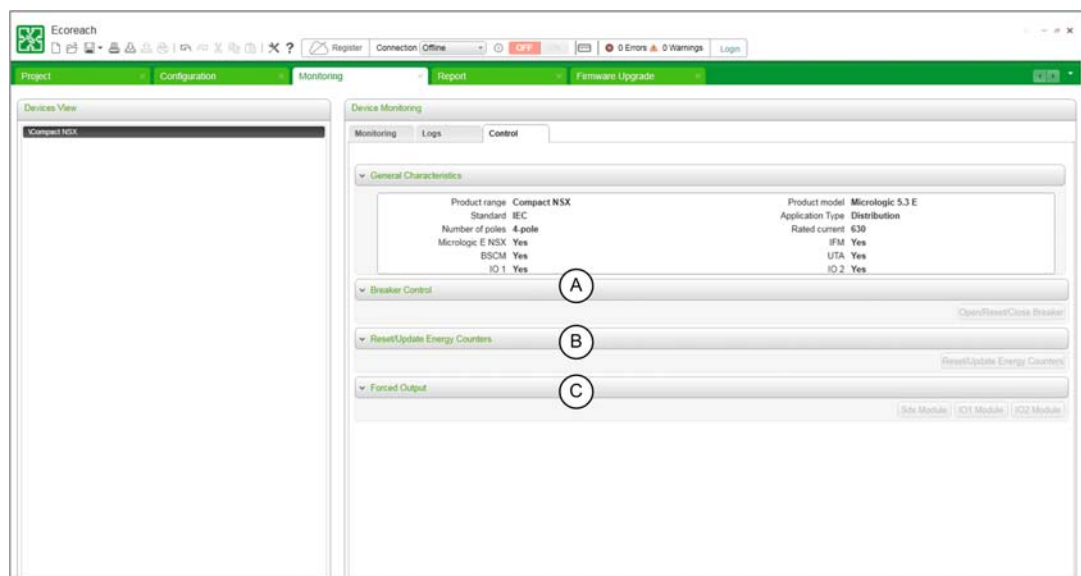 Ecoreach
Register Connection Offline OFF 0 Errors 0 Warnings Login
Project Configuration Monitoring Report Firmware Upgrade
Devices View Device Monitoring
\Compact NSX
Monitoring Logs Control
General Characteristics
Product range Compact NSX Product model Micrologic 5.3 E
Standard IEC Application Type Distribution
Number of poles 4-pole Rated current 630
Micrologic E NSX Yes IFM Yes
BSCM Yes UTA Yes
IO 1 Yes IO 2 Yes
Breaker Control A
Open/Reset/Close Breaker
Reset/Update Energy Counters B
Reset/Update Energy Counters
Forced Output C
Sdx Module IO1 Module IO2 Module